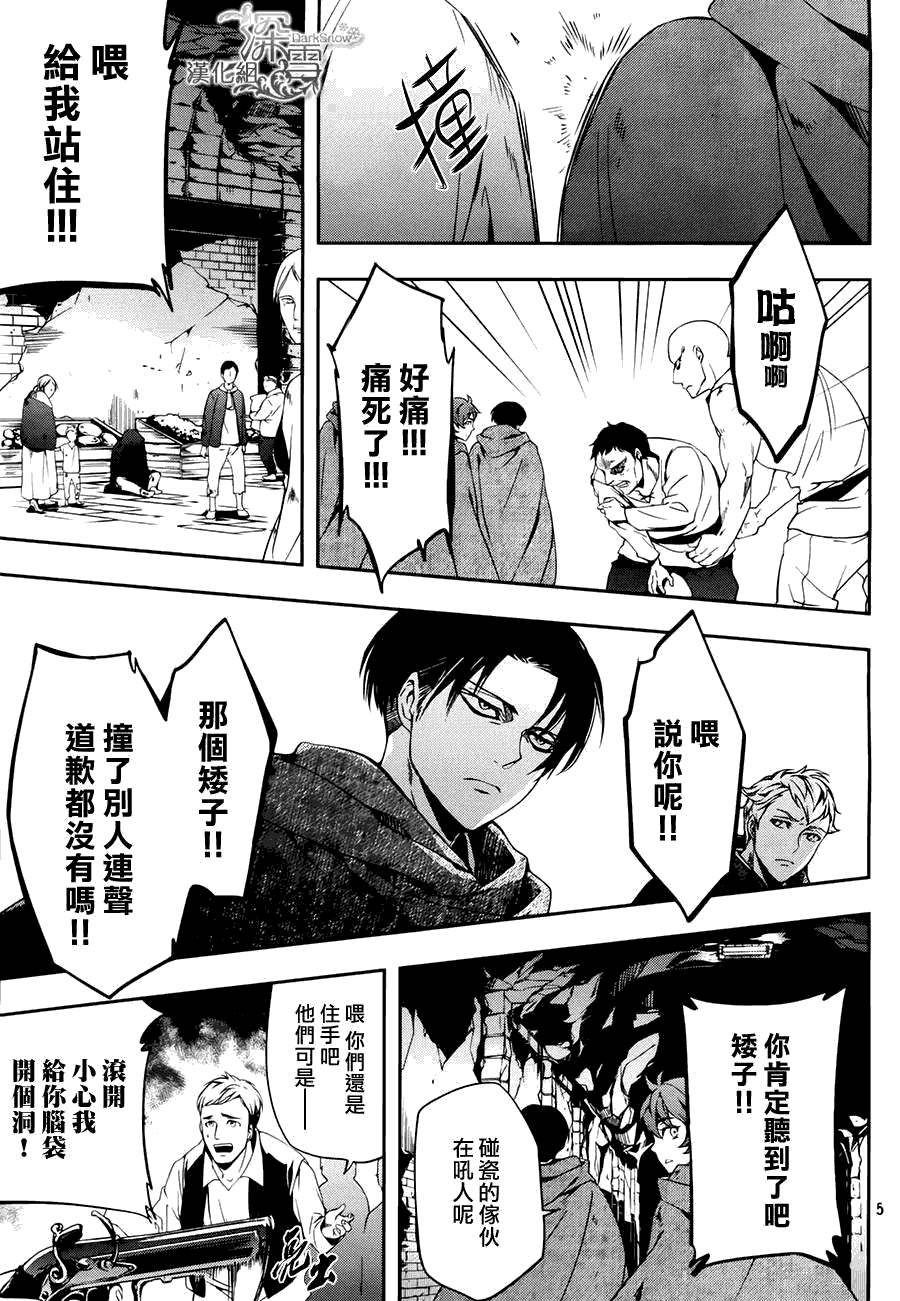 撞
咕啊啊
好痛!!!
痛死了!!!
喂
給我站住!!!
深雪
DarkSnow
漢化組
喂
説你呢!!
那個矮子!!
撞了別人連聲
道歉都沒有嗎!!
你肯定聽到了吧
矮子!!
碰瓷的傢伙
在吼人呢
喂 你們還是
住手吧
他們可是──
滾開
小心我
給你腦袋
開個洞！
亮出
5